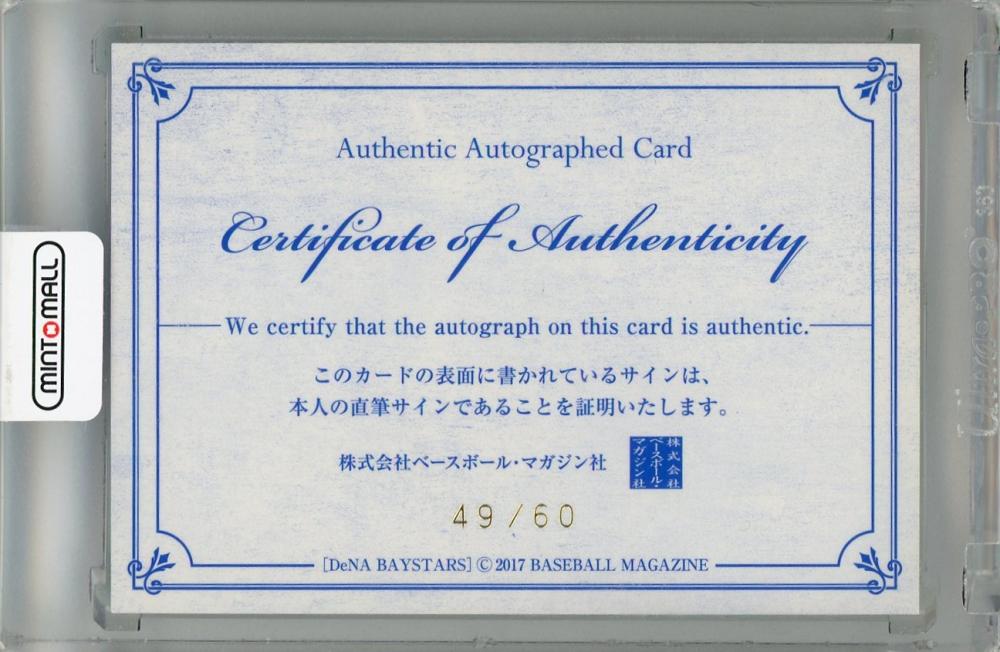 Authentic Autographed Card
Certificate of Authenticity
We certify that the autograph on this card is authentic.
このカードの表面に書かれているサインは、
本人の直筆サインであることを証明いたします。
株式会社ベースボール・マガジン社
株式会社
ベースボール・
マガジン社
49/60
[DeNA BAYSTARS] © 2017 BASEBALL MAGAZINE
MINTOMALL